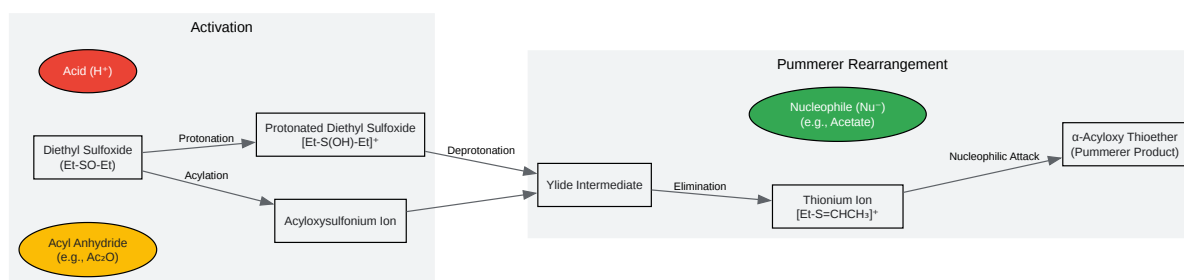 Activation
Acid (H⁺)
Diethyl Sulfoxide
(Et-SO-Et)
Protonation
Acylation
Protonated Diethyl Sulfoxide
[Et-S(OH)-Et]⁺
Acyloxysulfonium Ion
Acyl Anhydride
(e.g., Ac₂O)
Deprotonation
Pummerer Rearrangement
Nucleophile (Nu⁻)
(e.g., Acetate)
Ylide Intermediate
Elimination
Thionium Ion
[Et-S=CHCH₃]⁺
Nucleophilic Attack
α-Acyloxy Thioether
(Pummerer Product)